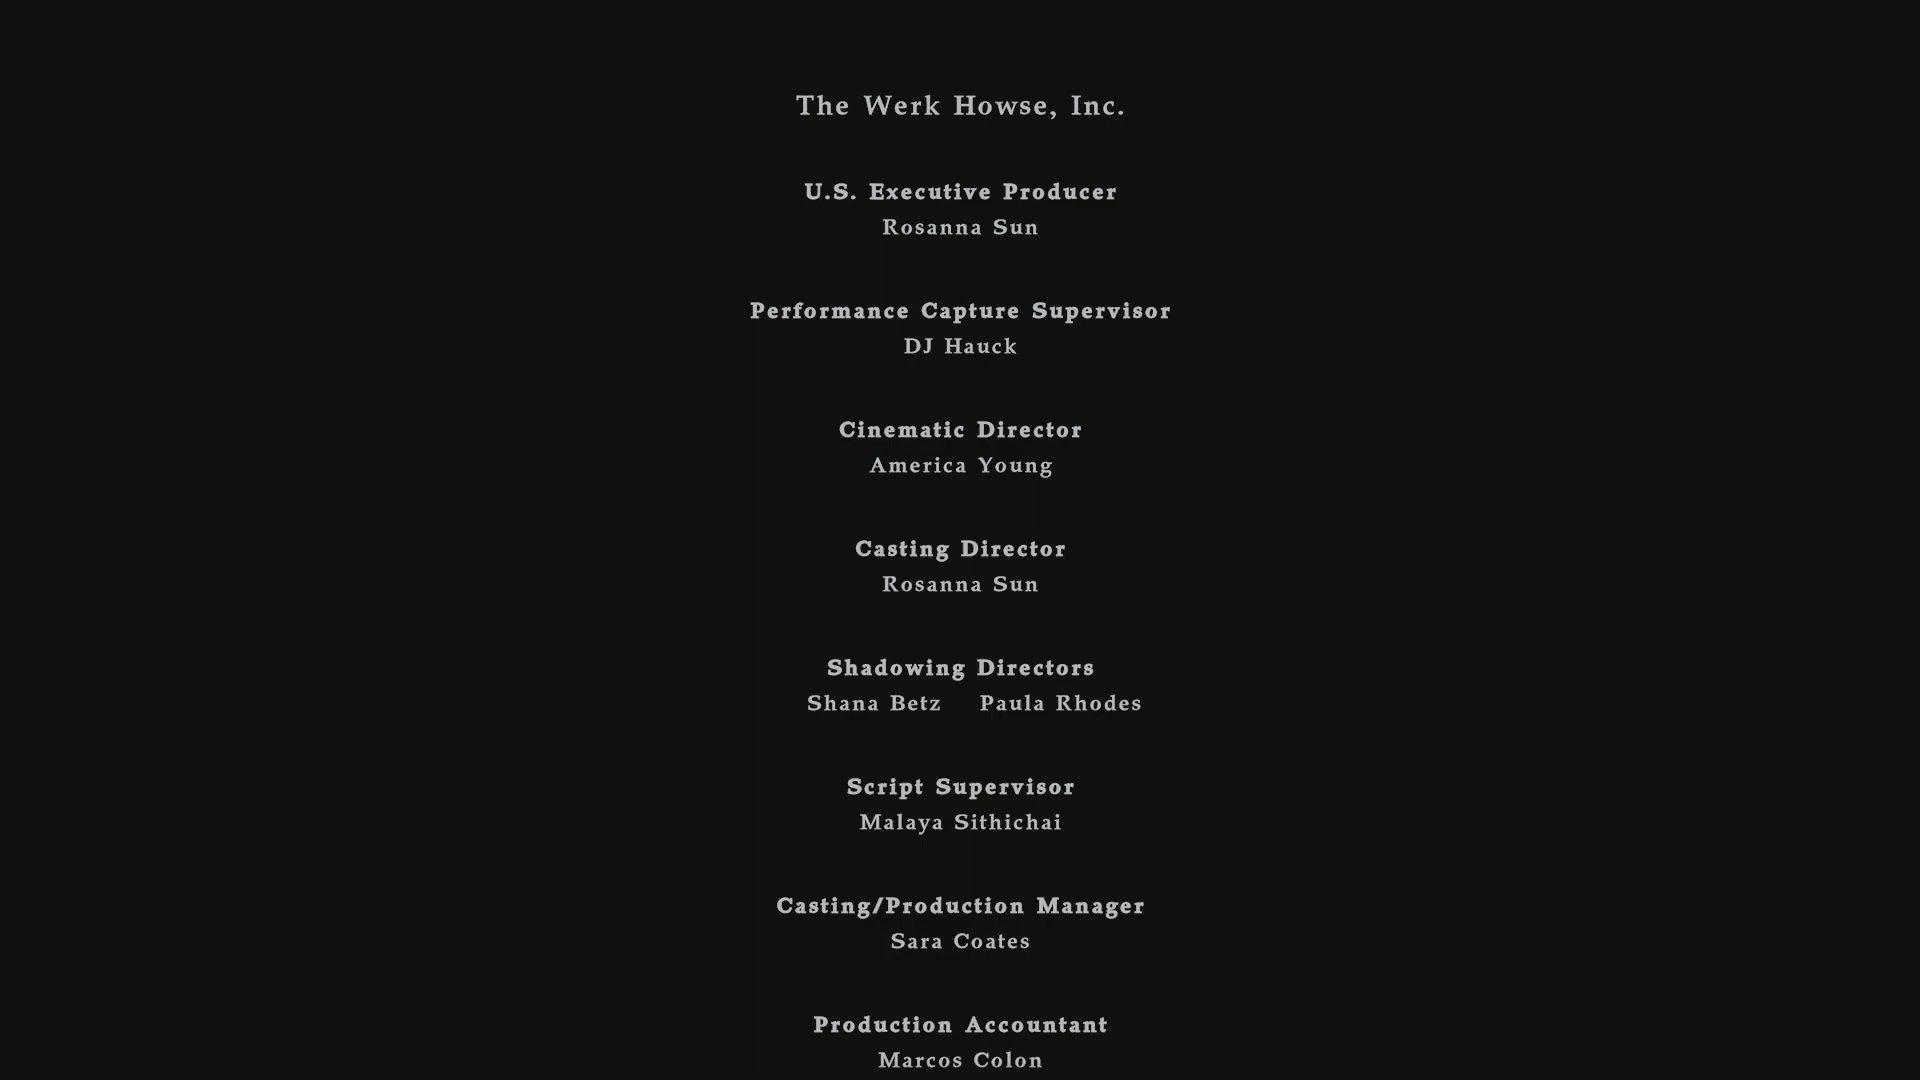 The Werk Howse, Inc.
U.S. Executive Producer
Rosanna Sun
Performance Capture Supervisor
DJ Hauck
Cinematic Director
America Young
Casting Director
Rosanna Sun
Shadowing Directors
Shana Betz Paula Rhodes
Script Supervisor
Malaya Sithichai
Casting/Production Manager
Sara Coates
Production Accountant
Marcos Colon